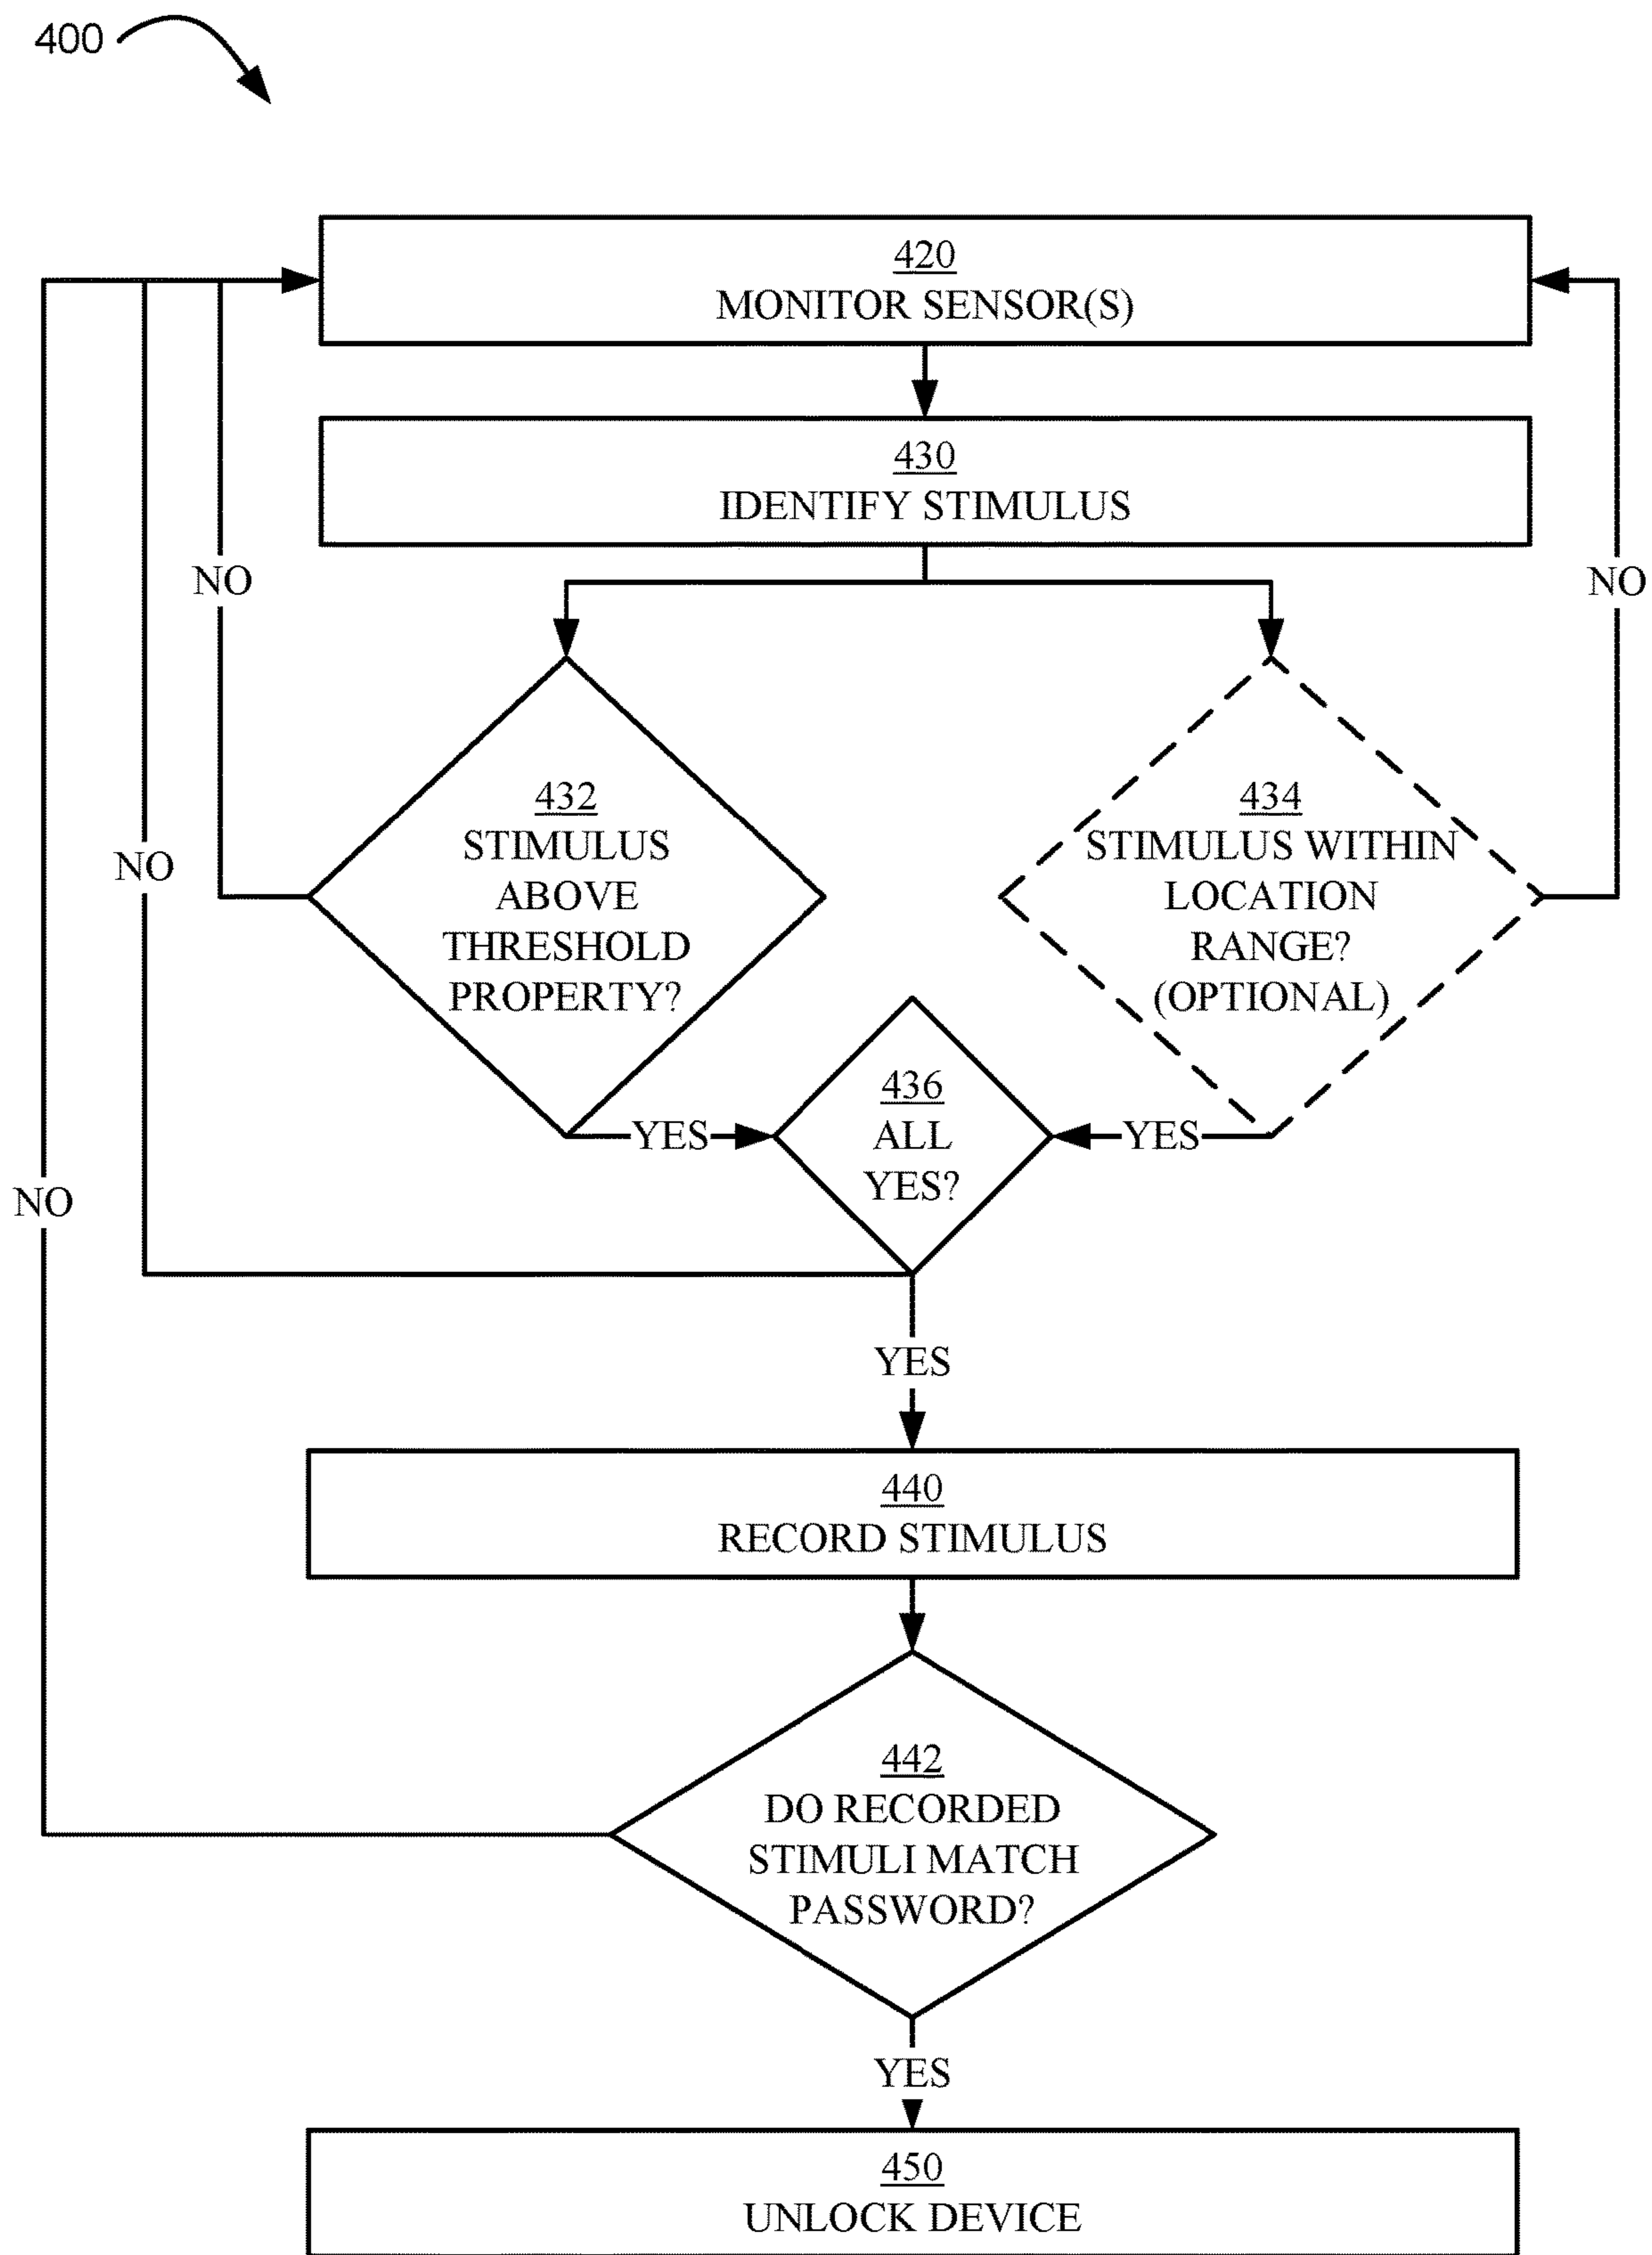 400
420
MONITOR SENSOR(S)
430
IDENTIFY STIMULUS
NO
NO
432
STIMULUS
ABOVE
THRESHOLD
PROPERTY?
434
STIMULUS WITHIN
LOCATION
RANGE?
(OPTIONAL)
NO
436
ALL
YES?
YES
YES
NO
YES
440
RECORD STIMULUS
442
DO RECORDED
STIMULI MATCH
PASSWORD?
YES
450
UNLOCK DEVICE